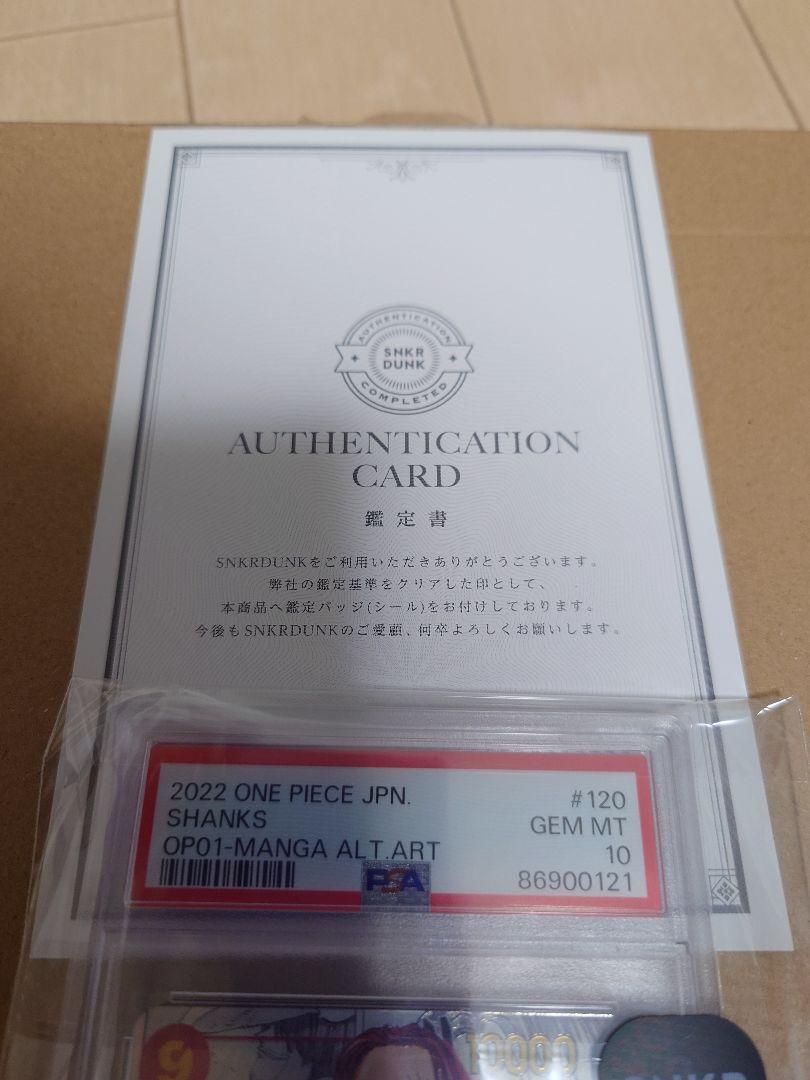 AUTHENTICATION
SNKR
DUNK
COMPLETED
AUTHENTICATION
CARD
鑑定書
SNKRDUNKをご利用いただきありがとうございます。
弊社の鑑定基準をクリアした印として、
本商品へ鑑定バッジ(シール)をお付けしております。
今後もSNKRDUNKのご愛顧、何卒よろしくお願いします。
2022 ONE PIECE JPN. #120
SHANKS GEM MT
OP01-MANGA ALT.ART 10
PSA 86900121
9 10000
SNKR